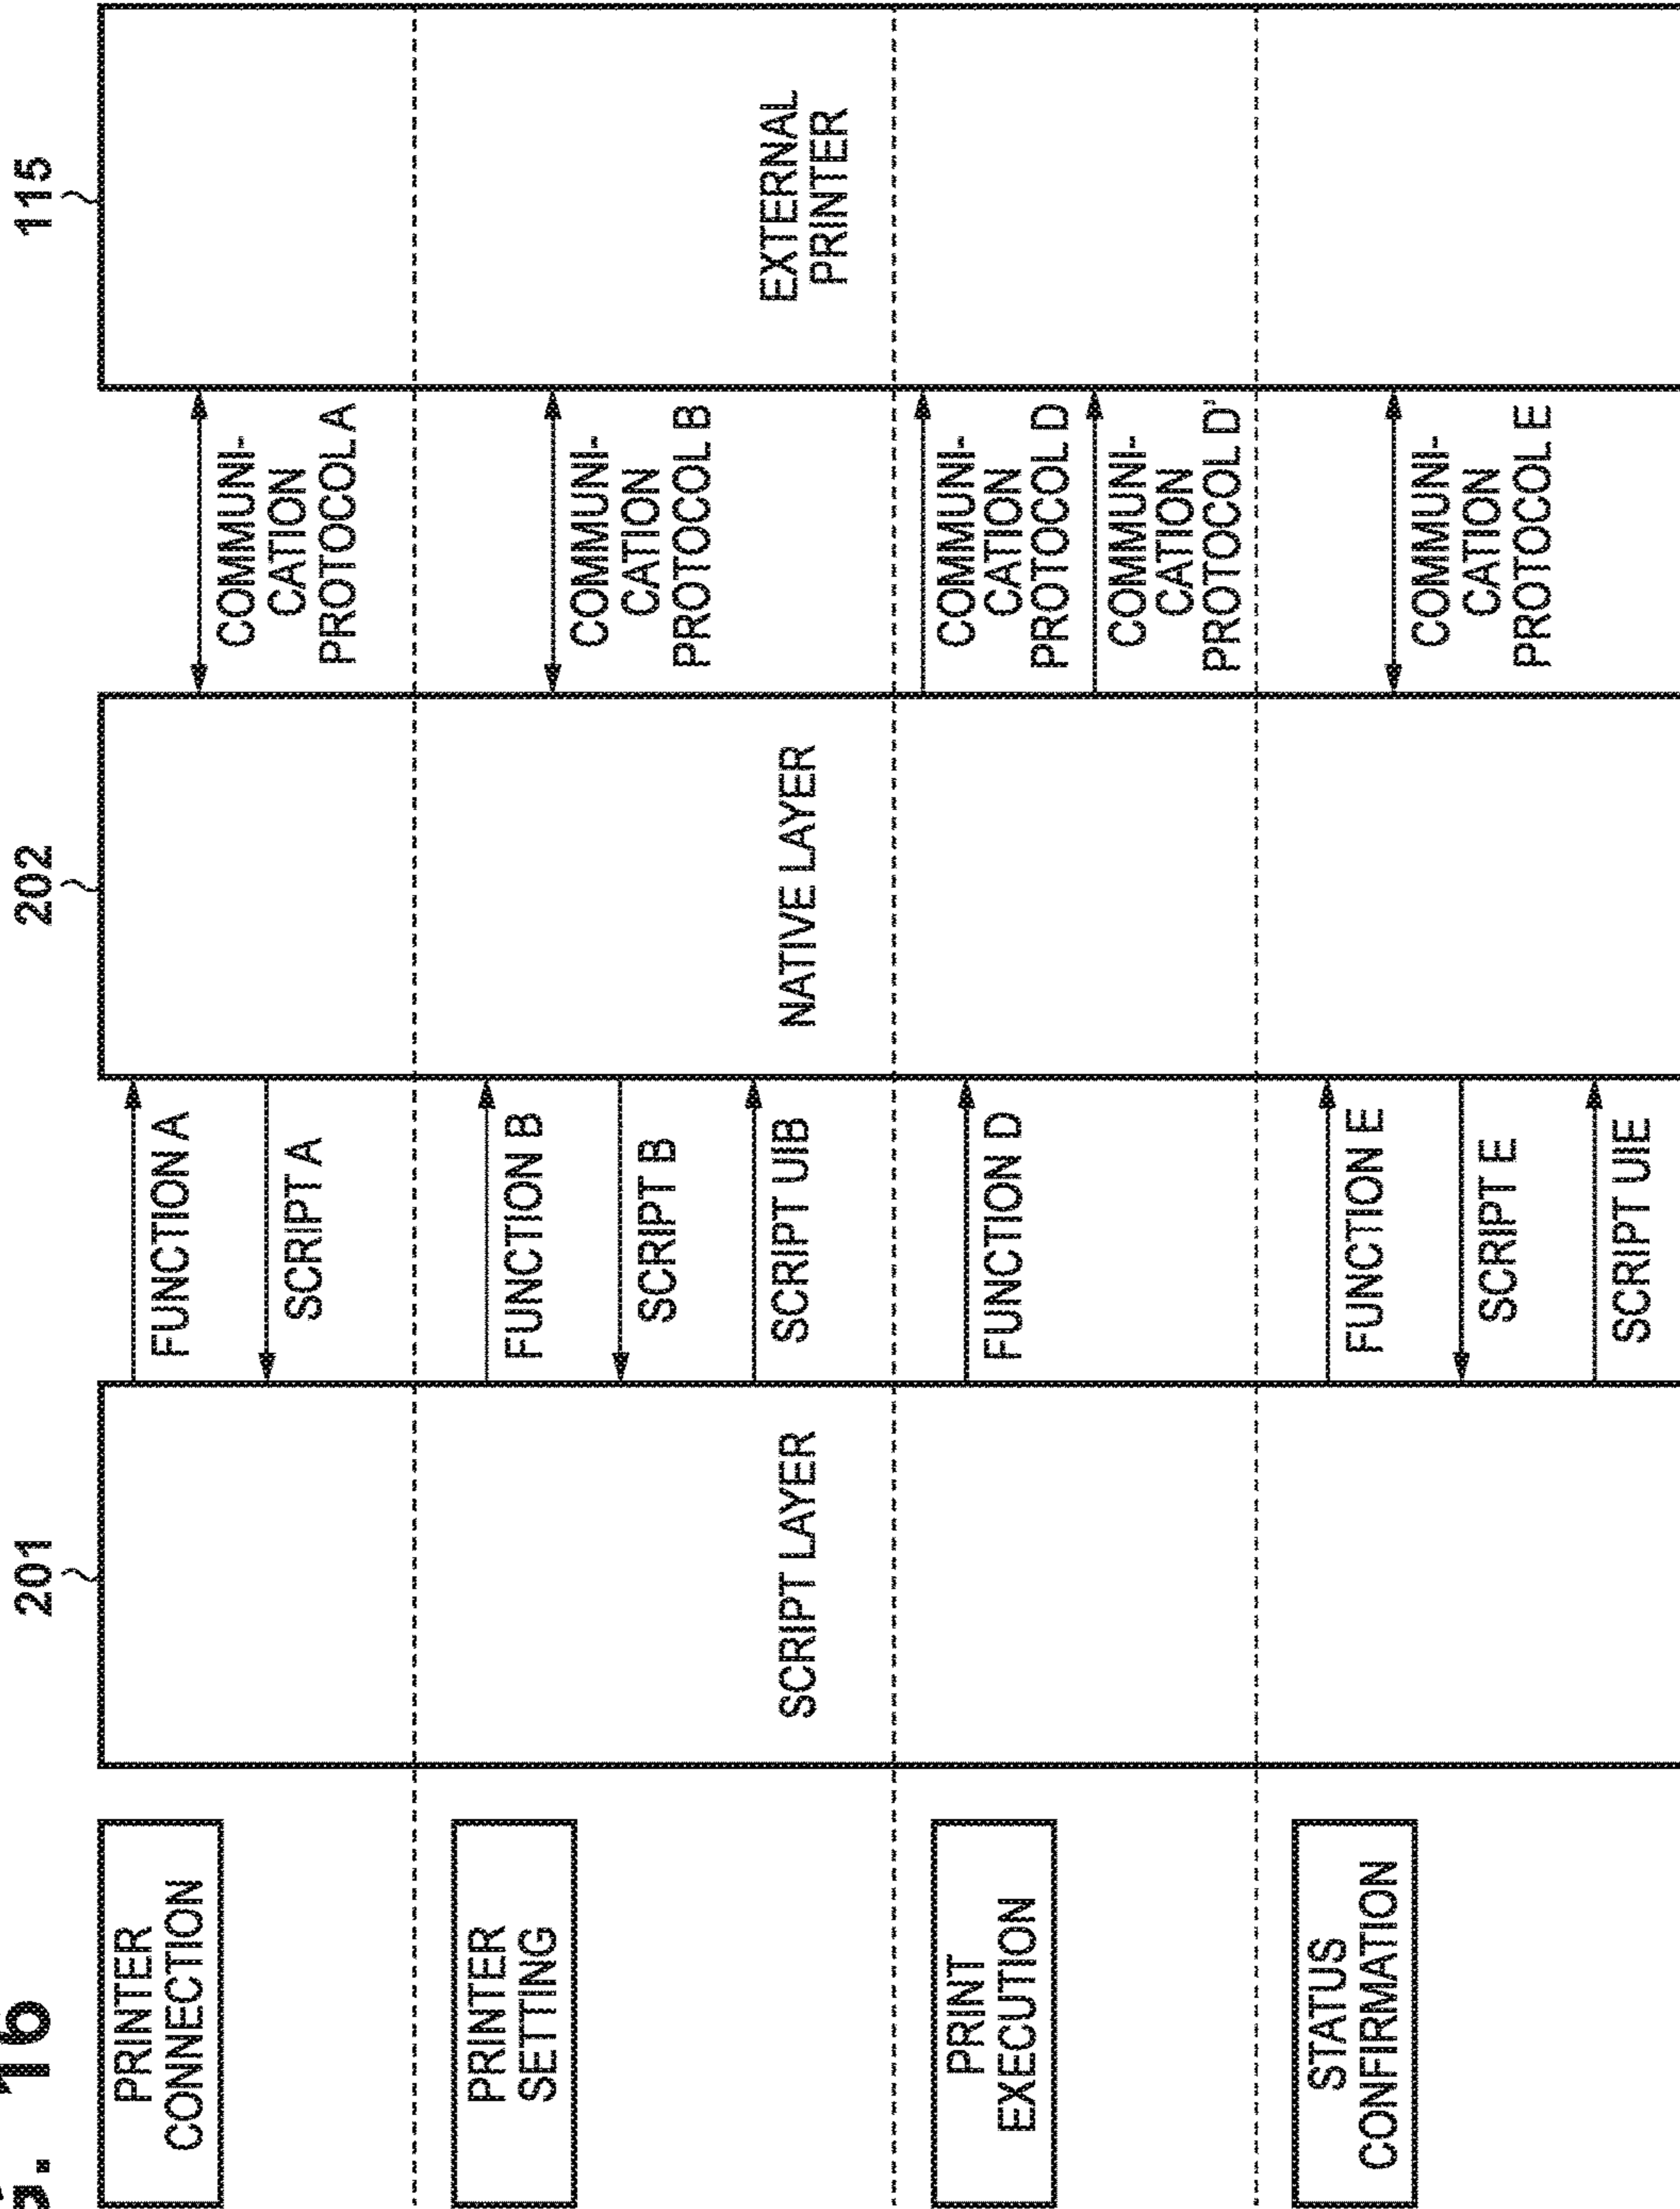 G. 16
201
202
115
PRINTER
CONNECTION
FUNCTION A
SCRIPT A
COMMUNI-
CATION
PROTOCOL A
PRINTER
SETTING
FUNCTION B
SCRIPT B
SCRIPT UIB
COMMUNI-
CATION
PROTOCOL B
SCRIPT LAYER
NATIVE LAYER
EXTERNAL
PRINTER
PRINT
EXECUTION
FUNCTION D
COMMUNI-
CATION
PROTOCOL D
COMMUNI-
CATION
PROTOCOL D'
STATUS
CONFIRMATION
FUNCTION E
SCRIPT E
SCRIPT UIE
COMMUNI-
CATION
PROTOCOL E